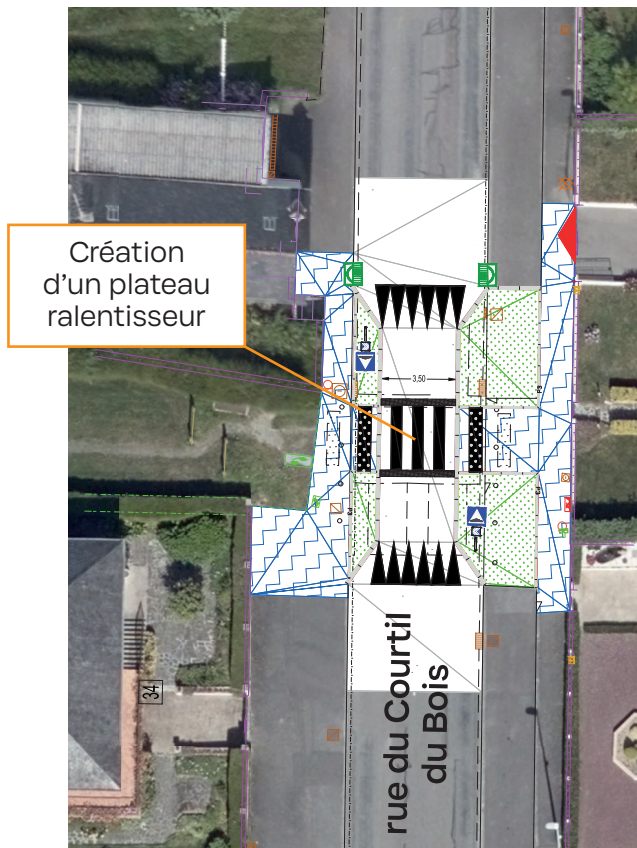 Création
d’un plateau
ralentisseur
3,50
34
rue du Courtil
du Bois